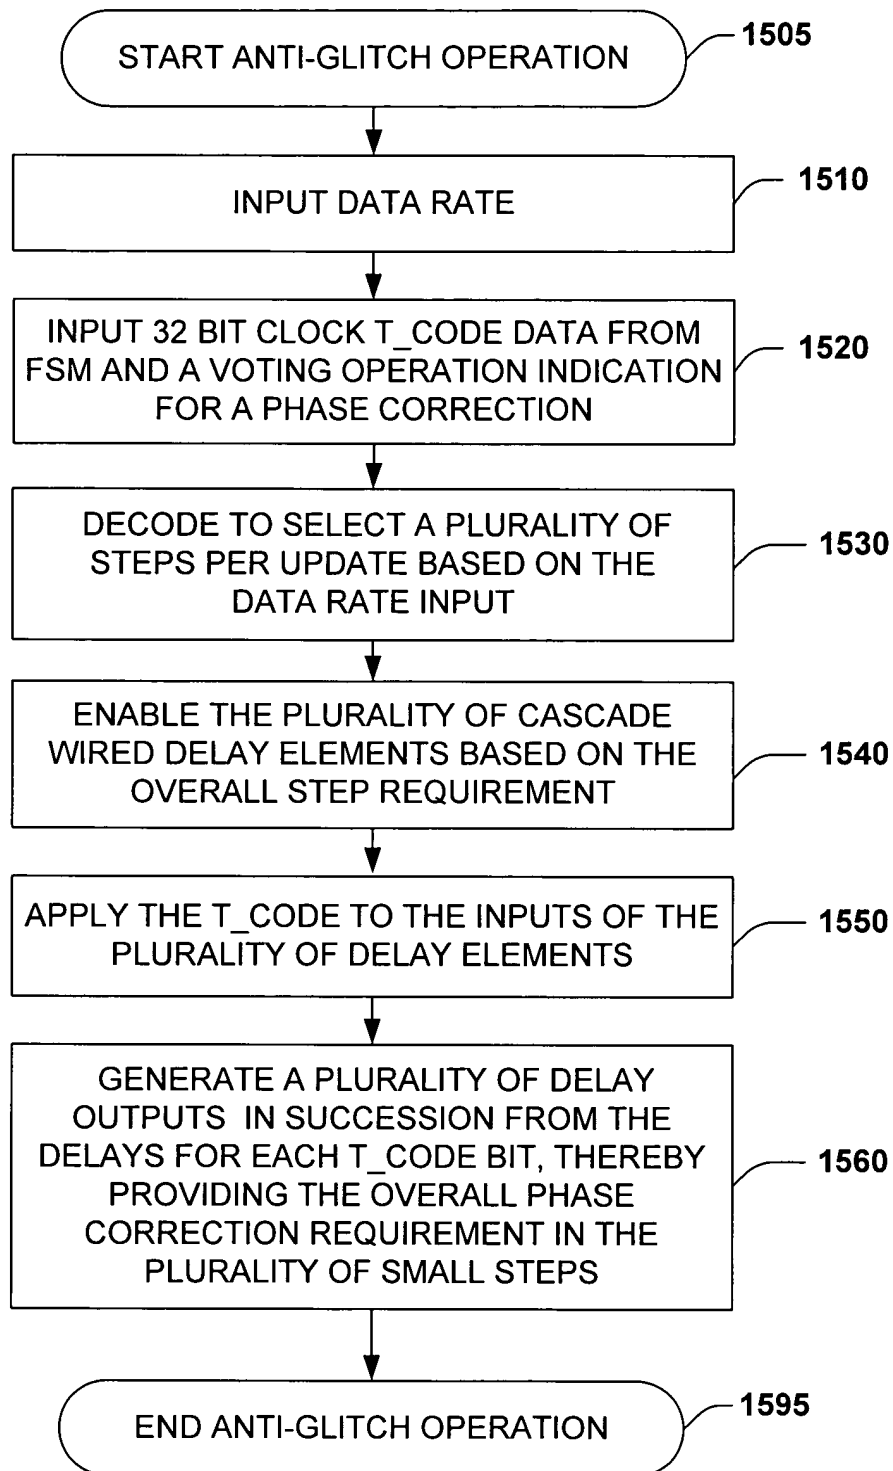 START ANTI-GLITCH OPERATION
1505
INPUT DATA RATE
1510
INPUT 32 BIT CLOCK T_CODE DATA FROM
FSM AND A VOTING OPERATION INDICATION
FOR A PHASE CORRECTION
1520
DECODE TO SELECT A PLURALITY OF
STEPS PER UPDATE BASED ON THE
DATA RATE INPUT
1530
ENABLE THE PLURALITY OF CASCADE
WIRED DELAY ELEMENTS BASED ON THE
OVERALL STEP REQUIREMENT
1540
APPLY THE T_CODE TO THE INPUTS OF THE
PLURALITY OF DELAY ELEMENTS
1550
GENERATE A PLURALITY OF DELAY
OUTPUTS IN SUCCESSION FROM THE
DELAYS FOR EACH T_CODE BIT, THEREBY
PROVIDING THE OVERALL PHASE
CORRECTION REQUIREMENT IN THE
PLURALITY OF SMALL STEPS
1560
END ANTI-GLITCH OPERATION
1595